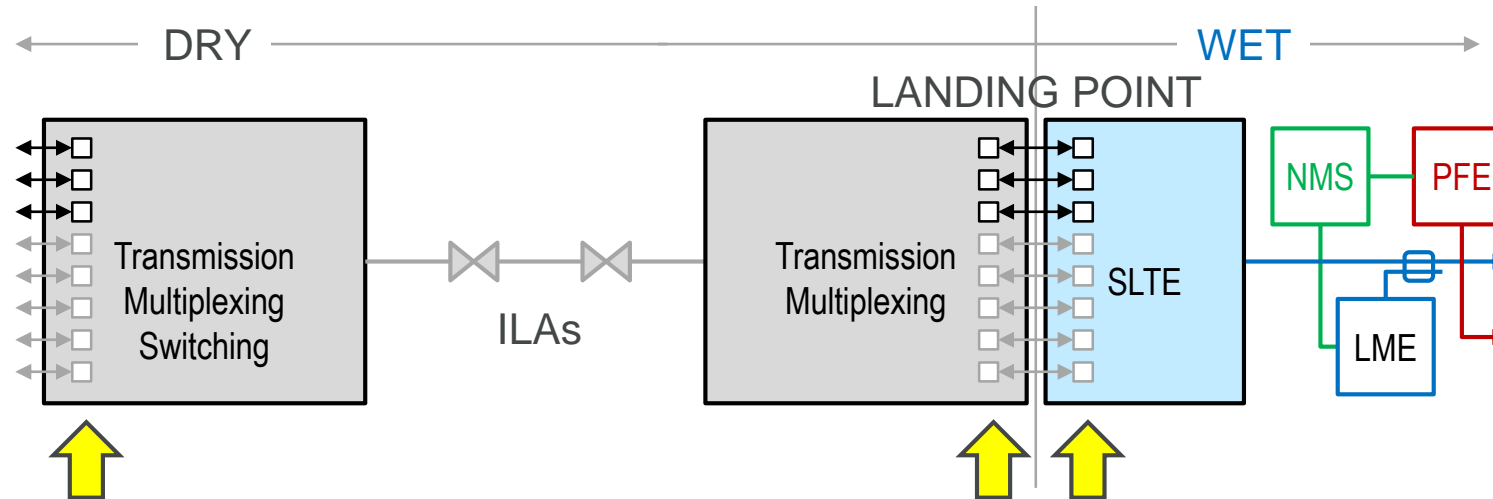 DRY
WET
LANDING POINT
Transmission
Multiplexing
Switching
ILAs
Transmission
Multiplexing
SLTE
NMS
PFE
LME